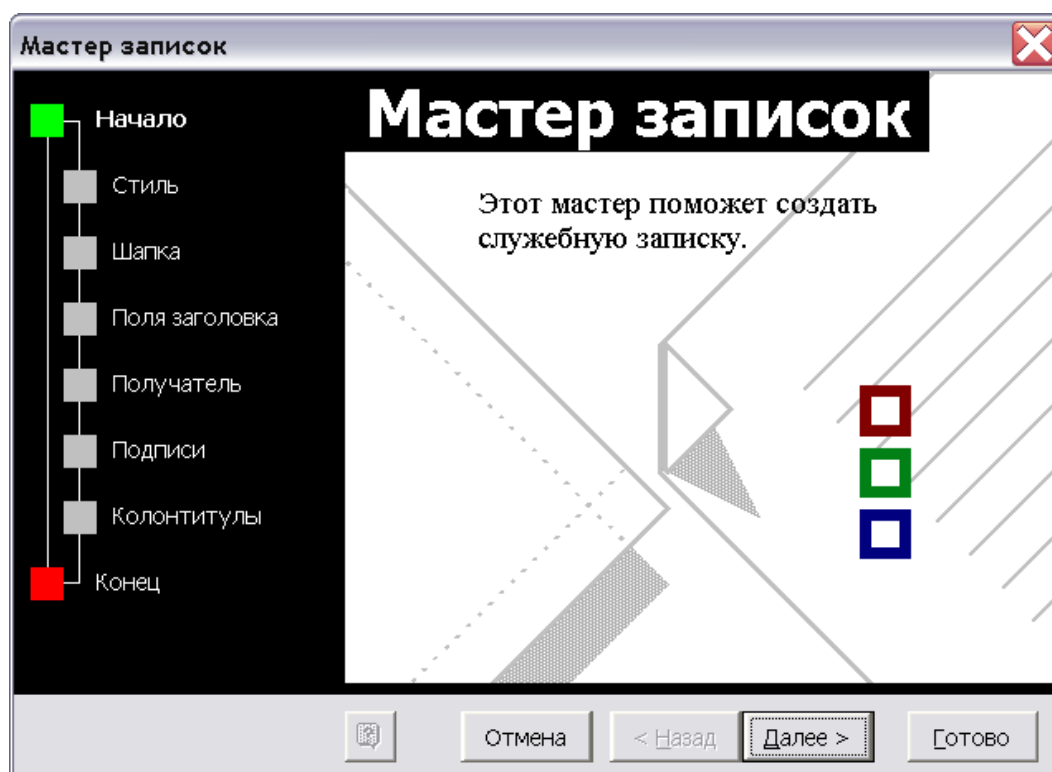 Мастер записок
Начало
Стиль
Шапка
Поля заголовка
Получатель
Подписи
Колонтитулы
Конец
Мастер записок
Этот мастер поможет создать
служебную записку.
Отмена
< Назад
Далее >
Готово